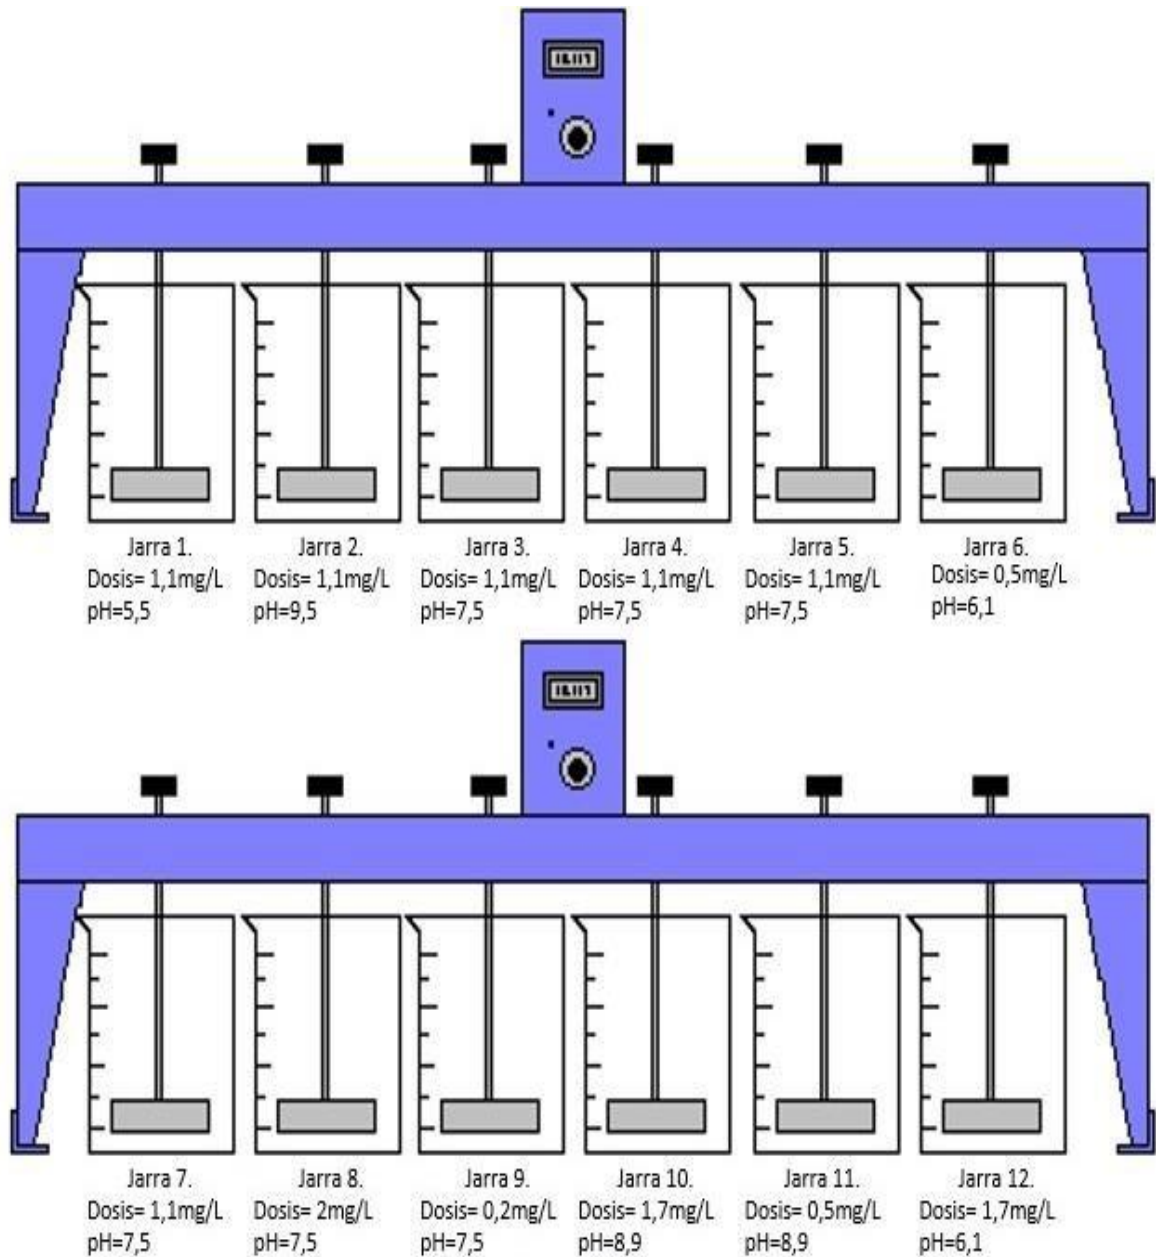 Jarra 1.
Dosis= 1,1mg/L
pH=5,5
Jarra 2.
Dosis= 1,1mg/L
pH=9,5
Jarra 3.
Dosis= 1,1mg/L
pH=7,5
Jarra 4.
Dosis= 1,1mg/L
pH=7,5
Jarra 5.
Dosis= 1,1mg/L
pH=7,5
Jarra 6.
Dosis= 0,5mg/L
pH=6,1
Jarra 7.
Dosis= 1,1mg/L
pH=7,5
Jarra 8.
Dosis= 2mg/L
pH=7,5
Jarra 9.
Dosis= 0,2mg/L
pH=7,5
Jarra 10.
Dosis= 1,7mg/L
pH=8,9
Jarra 11.
Dosis= 0,5mg/L
pH=8,9
Jarra 12.
Dosis= 1,7mg/L
pH=6,1